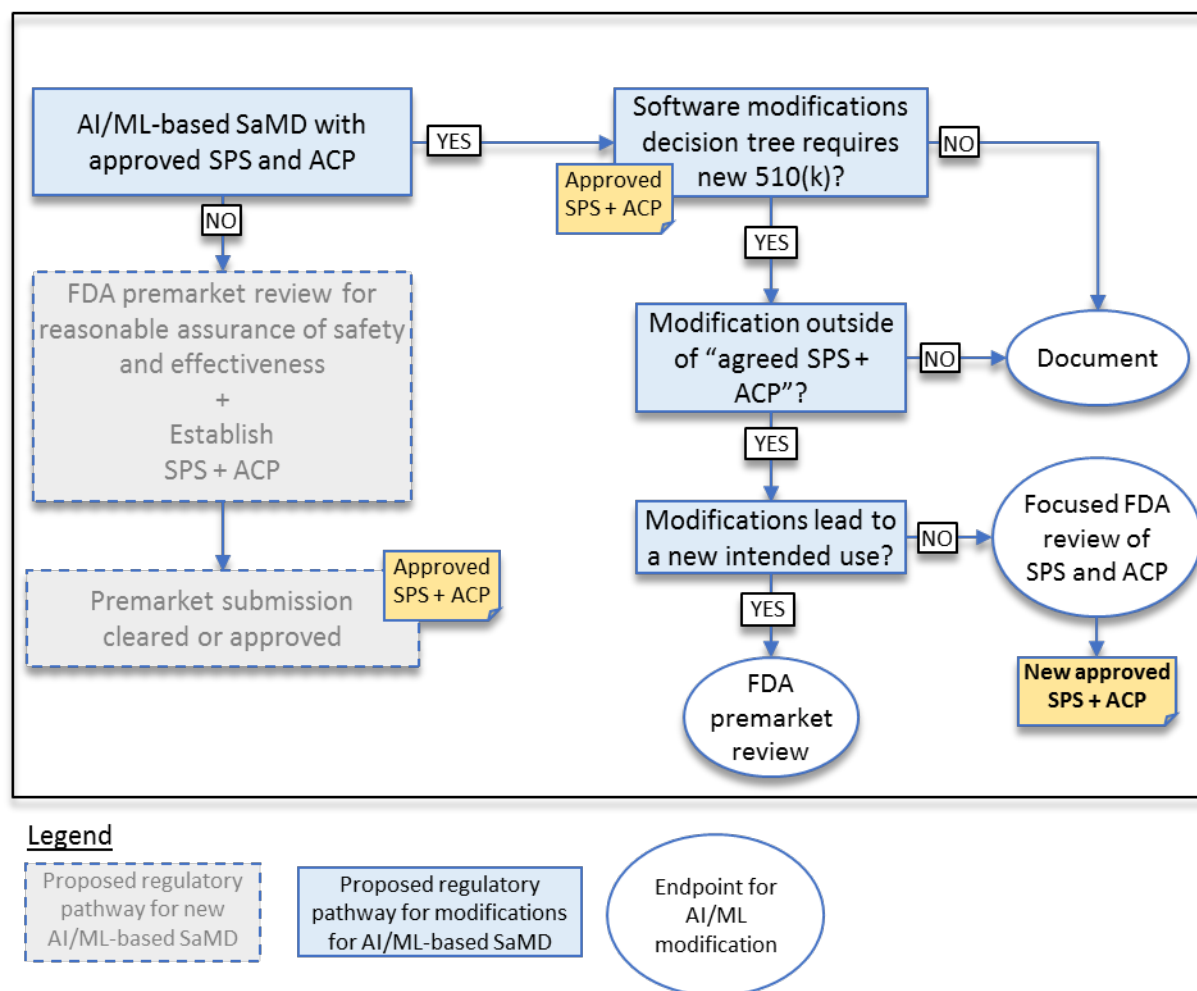 AI/ML-based SaMD with
approved SPS and ACP
YES
Software modifications
decision tree requires
new 510(k)?
NO
Approved
SPS + ACP
NO
YES
FDA premarket review for
reasonable assurance of safety
and effectiveness
+
Establish
SPS + ACP
Modification outside
of “agreed SPS +
ACP”?
NO
Document
YES
Modifications lead to
a new intended use?
NO
Focused FDA
review of
SPS and ACP
Premarket submission
cleared or approved
Approved
SPS + ACP
YES
FDA
premarket
review
New approved
SPS + ACP
Legend
Proposed regulatory
pathway for new
AI/ML-based SaMD
Proposed regulatory
pathway for modifications
for AI/ML-based SaMD
Endpoint for
AI/ML
modification